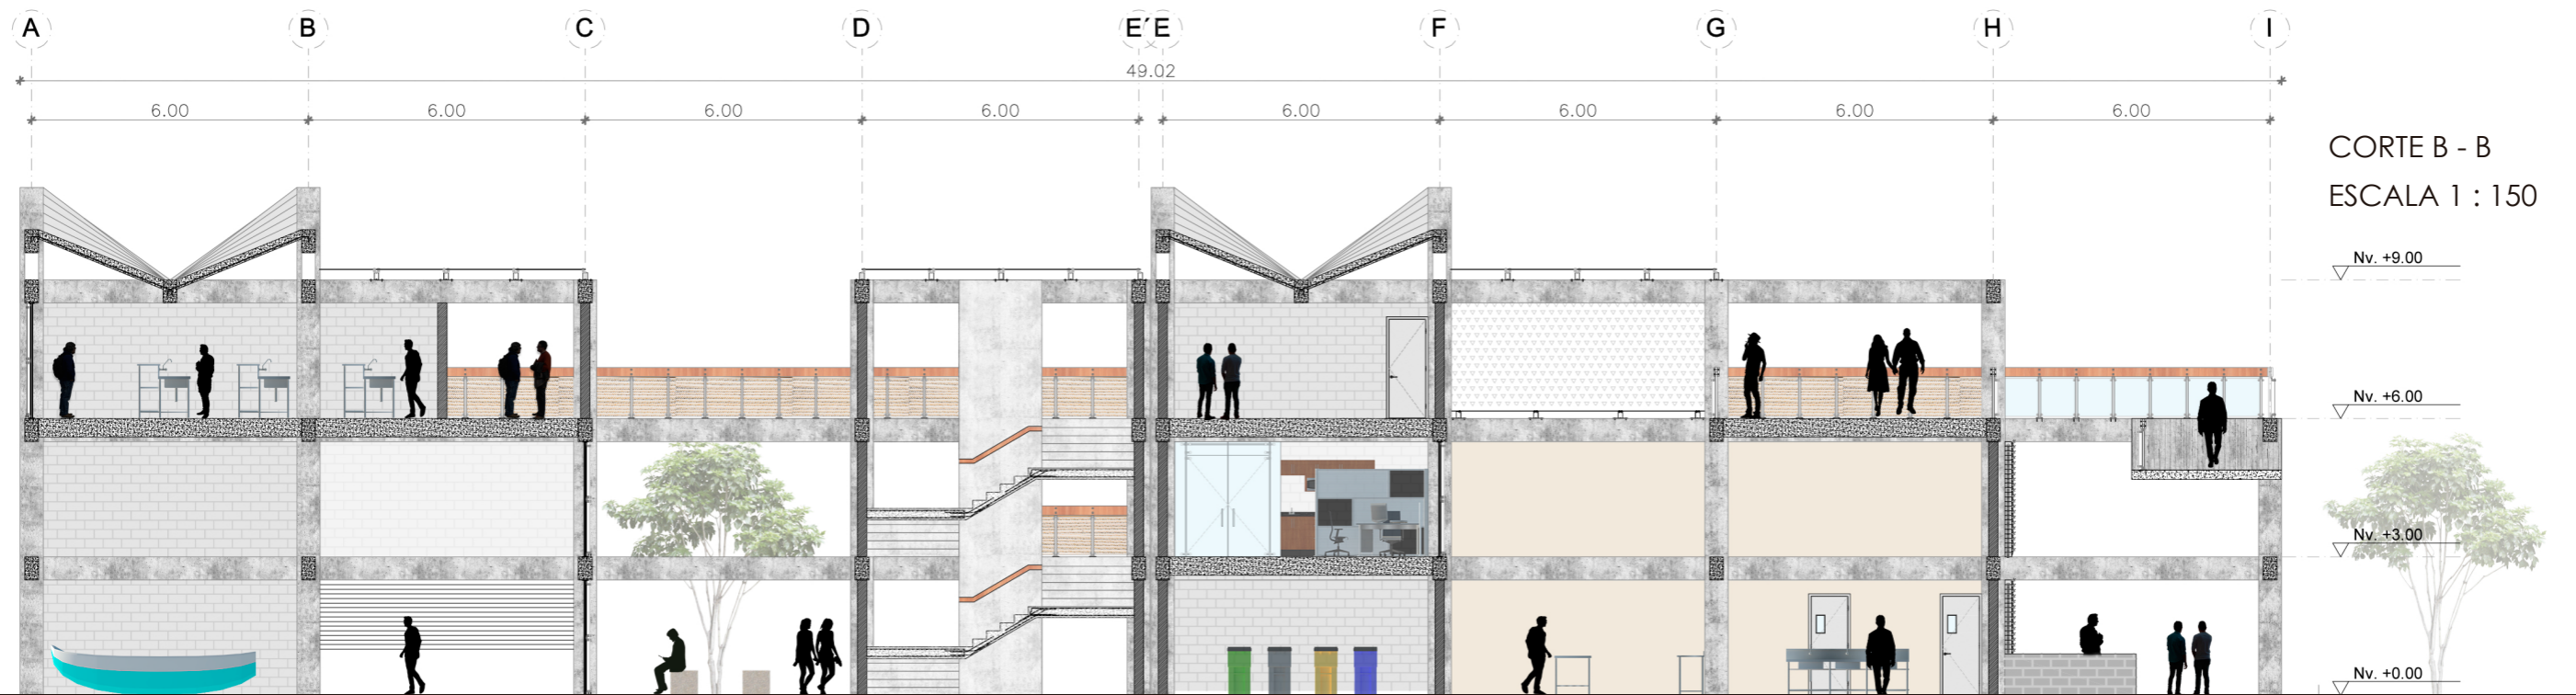 A B C D E´ E F G H I
49.02
6.00 6.00 6.00 6.00 6.00 6.00 6.00 6.00
CORTE B - B
ESCALA 1 : 150
Nv. +9.00
Nv. +6.00
Nv. +3.00
Nv. +0.00